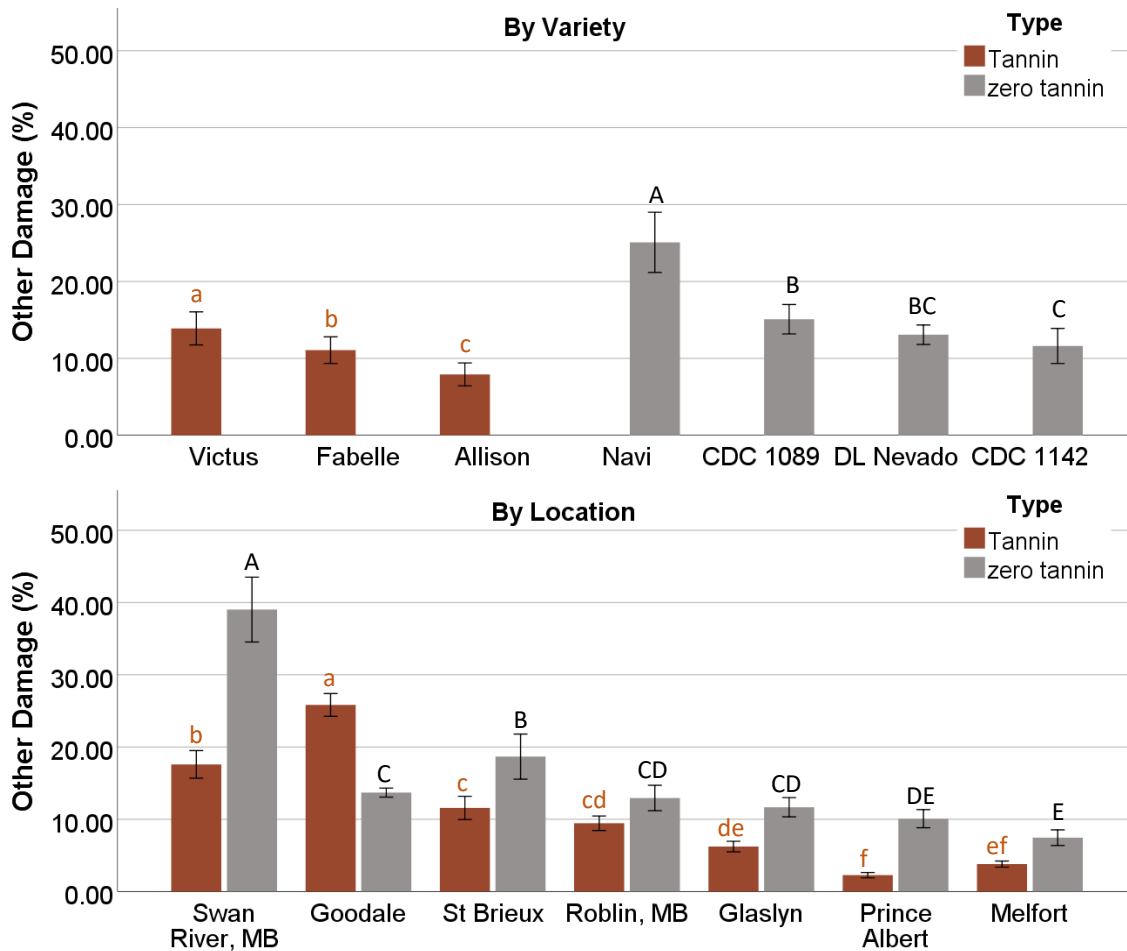 By Variety
Type
Tannin
zero tannin
Other Damage (%)
50.00
40.00
30.00
20.00
10.00
0.00
a
b
c
A
B
BC
C
Victus
Fabelle
Allison
Navi
CDC 1089
DL Nevado
CDC 1142
By Location
Type
Tannin
zero tannin
Other Damage (%)
50.00
40.00
30.00
20.00
10.00
0.00
b
A
a
C
c
B
cd
CD
de
CD
f
DE
ef
E
Swan
River, MB
Goodale
St Brieux
Roblin, MB
Glaslyn
Prince
Albert
Melfort